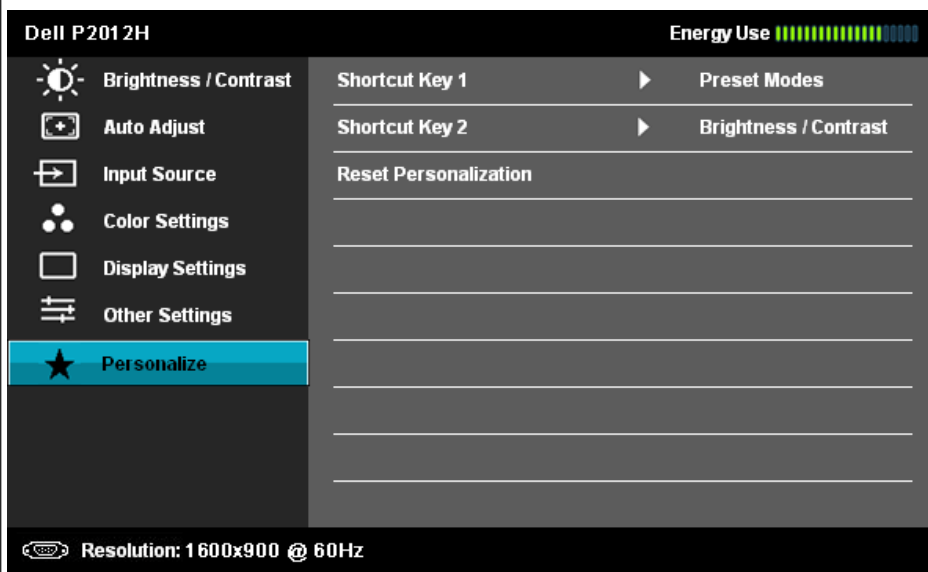 Dell P2012H Energy Use
Brightness / Contrast Shortcut Key 1 Preset Modes
Auto Adjust Shortcut Key 2 Brightness / Contrast
Input Source Reset Personalization
Color Settings
Display Settings
Other Settings
Personalize
Resolution: 1600x900 @ 60Hz